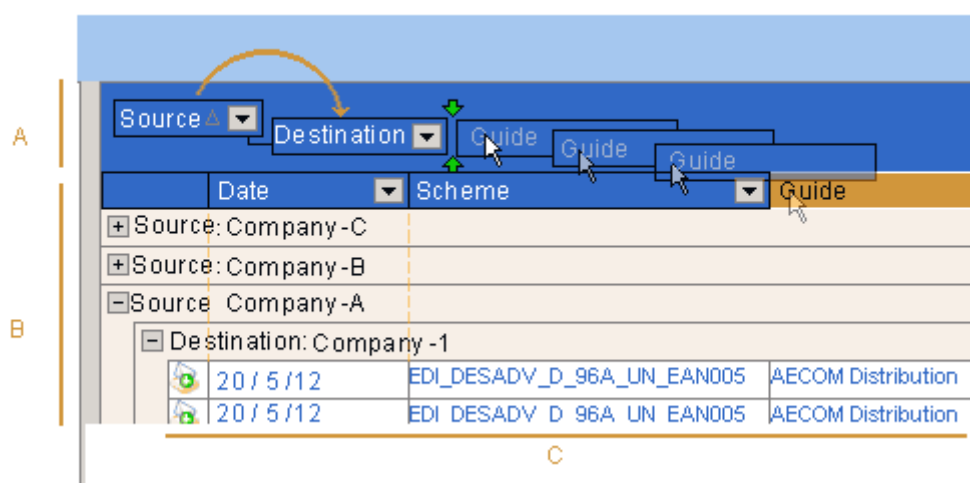 A
Source
Destination
Guide
Guide
Guide
Date
Scheme
Guide
Source: Company-C
Source: Company-B
B
Source Company-A
Destination: Company -1
20 / 5 /12
EDI_DESADV_D_96A_UN_EAN005
AECOM Distribution
20 / 5 /12
EDI_DESADV_D_96A_UN_EAN005
AECOM Distribution
C